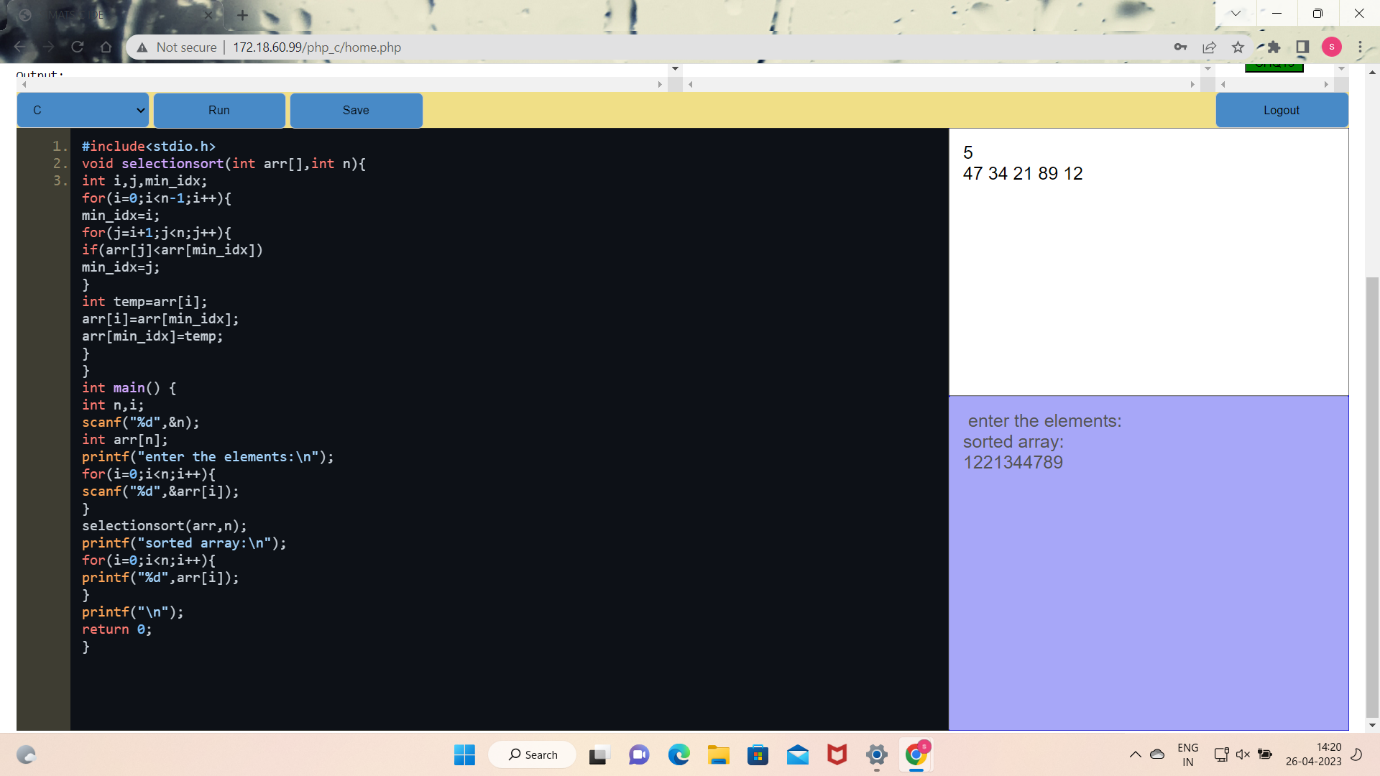 Not secure | 172.18.60.99/php_c/home.php
S
Output:
C Run Save Logout
1. #include<stdio.h>
2. void selectionsort(int arr[],int n){
3. int i,j,min_idx;
for(i=0;i<n-1;i++){
min_idx=i;
for(j=i+1;j<n;j++){
if(arr[j]<arr[min_idx])
min_idx=j;
}
int temp=arr[i];
arr[i]=arr[min_idx];
arr[min_idx]=temp;
}
}
int main() {
int n,i;
scanf("%d",&n);
int arr[n];
printf("enter the elements:\n");
for(i=0;i<n;i++){
scanf("%d",&arr[i]);
}
selectionsort(arr,n);
printf("sorted array:\n");
for(i=0;i<n;i++){
printf("%d",arr[i]);
}
printf("\n");
return 0;
}
5
47 34 21 89 12
enter the elements:
sorted array:
1221344789
Search
S
ENG
IN
14:20
26-04-2023